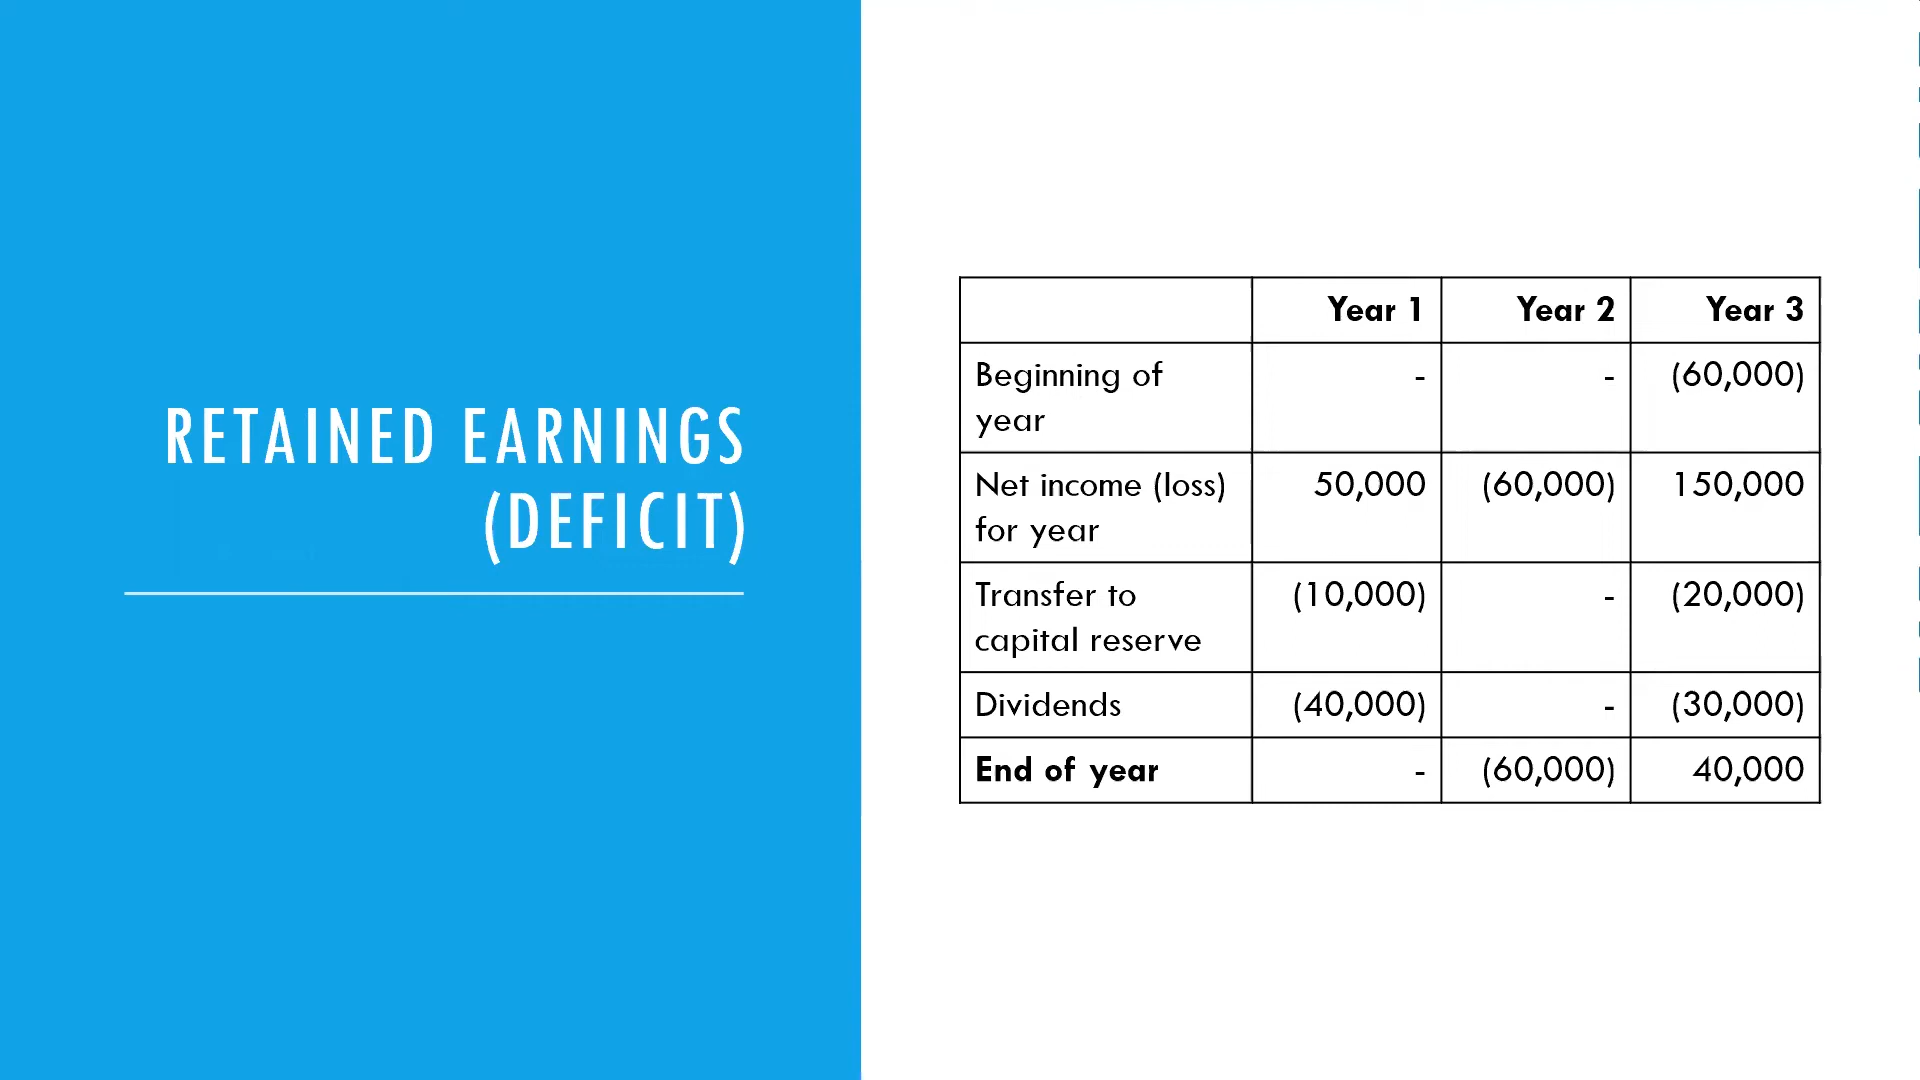 RETAINED EARNINGS
(DEFICIT)
Year 1 Year 2 Year 3
Beginning of
year - - (60,000)
Net income (loss)
for year 50,000 (60,000) 150,000
Transfer to
capital reserve (10,000) - (20,000)
Dividends (40,000) - (30,000)
End of year - (60,000) 40,000